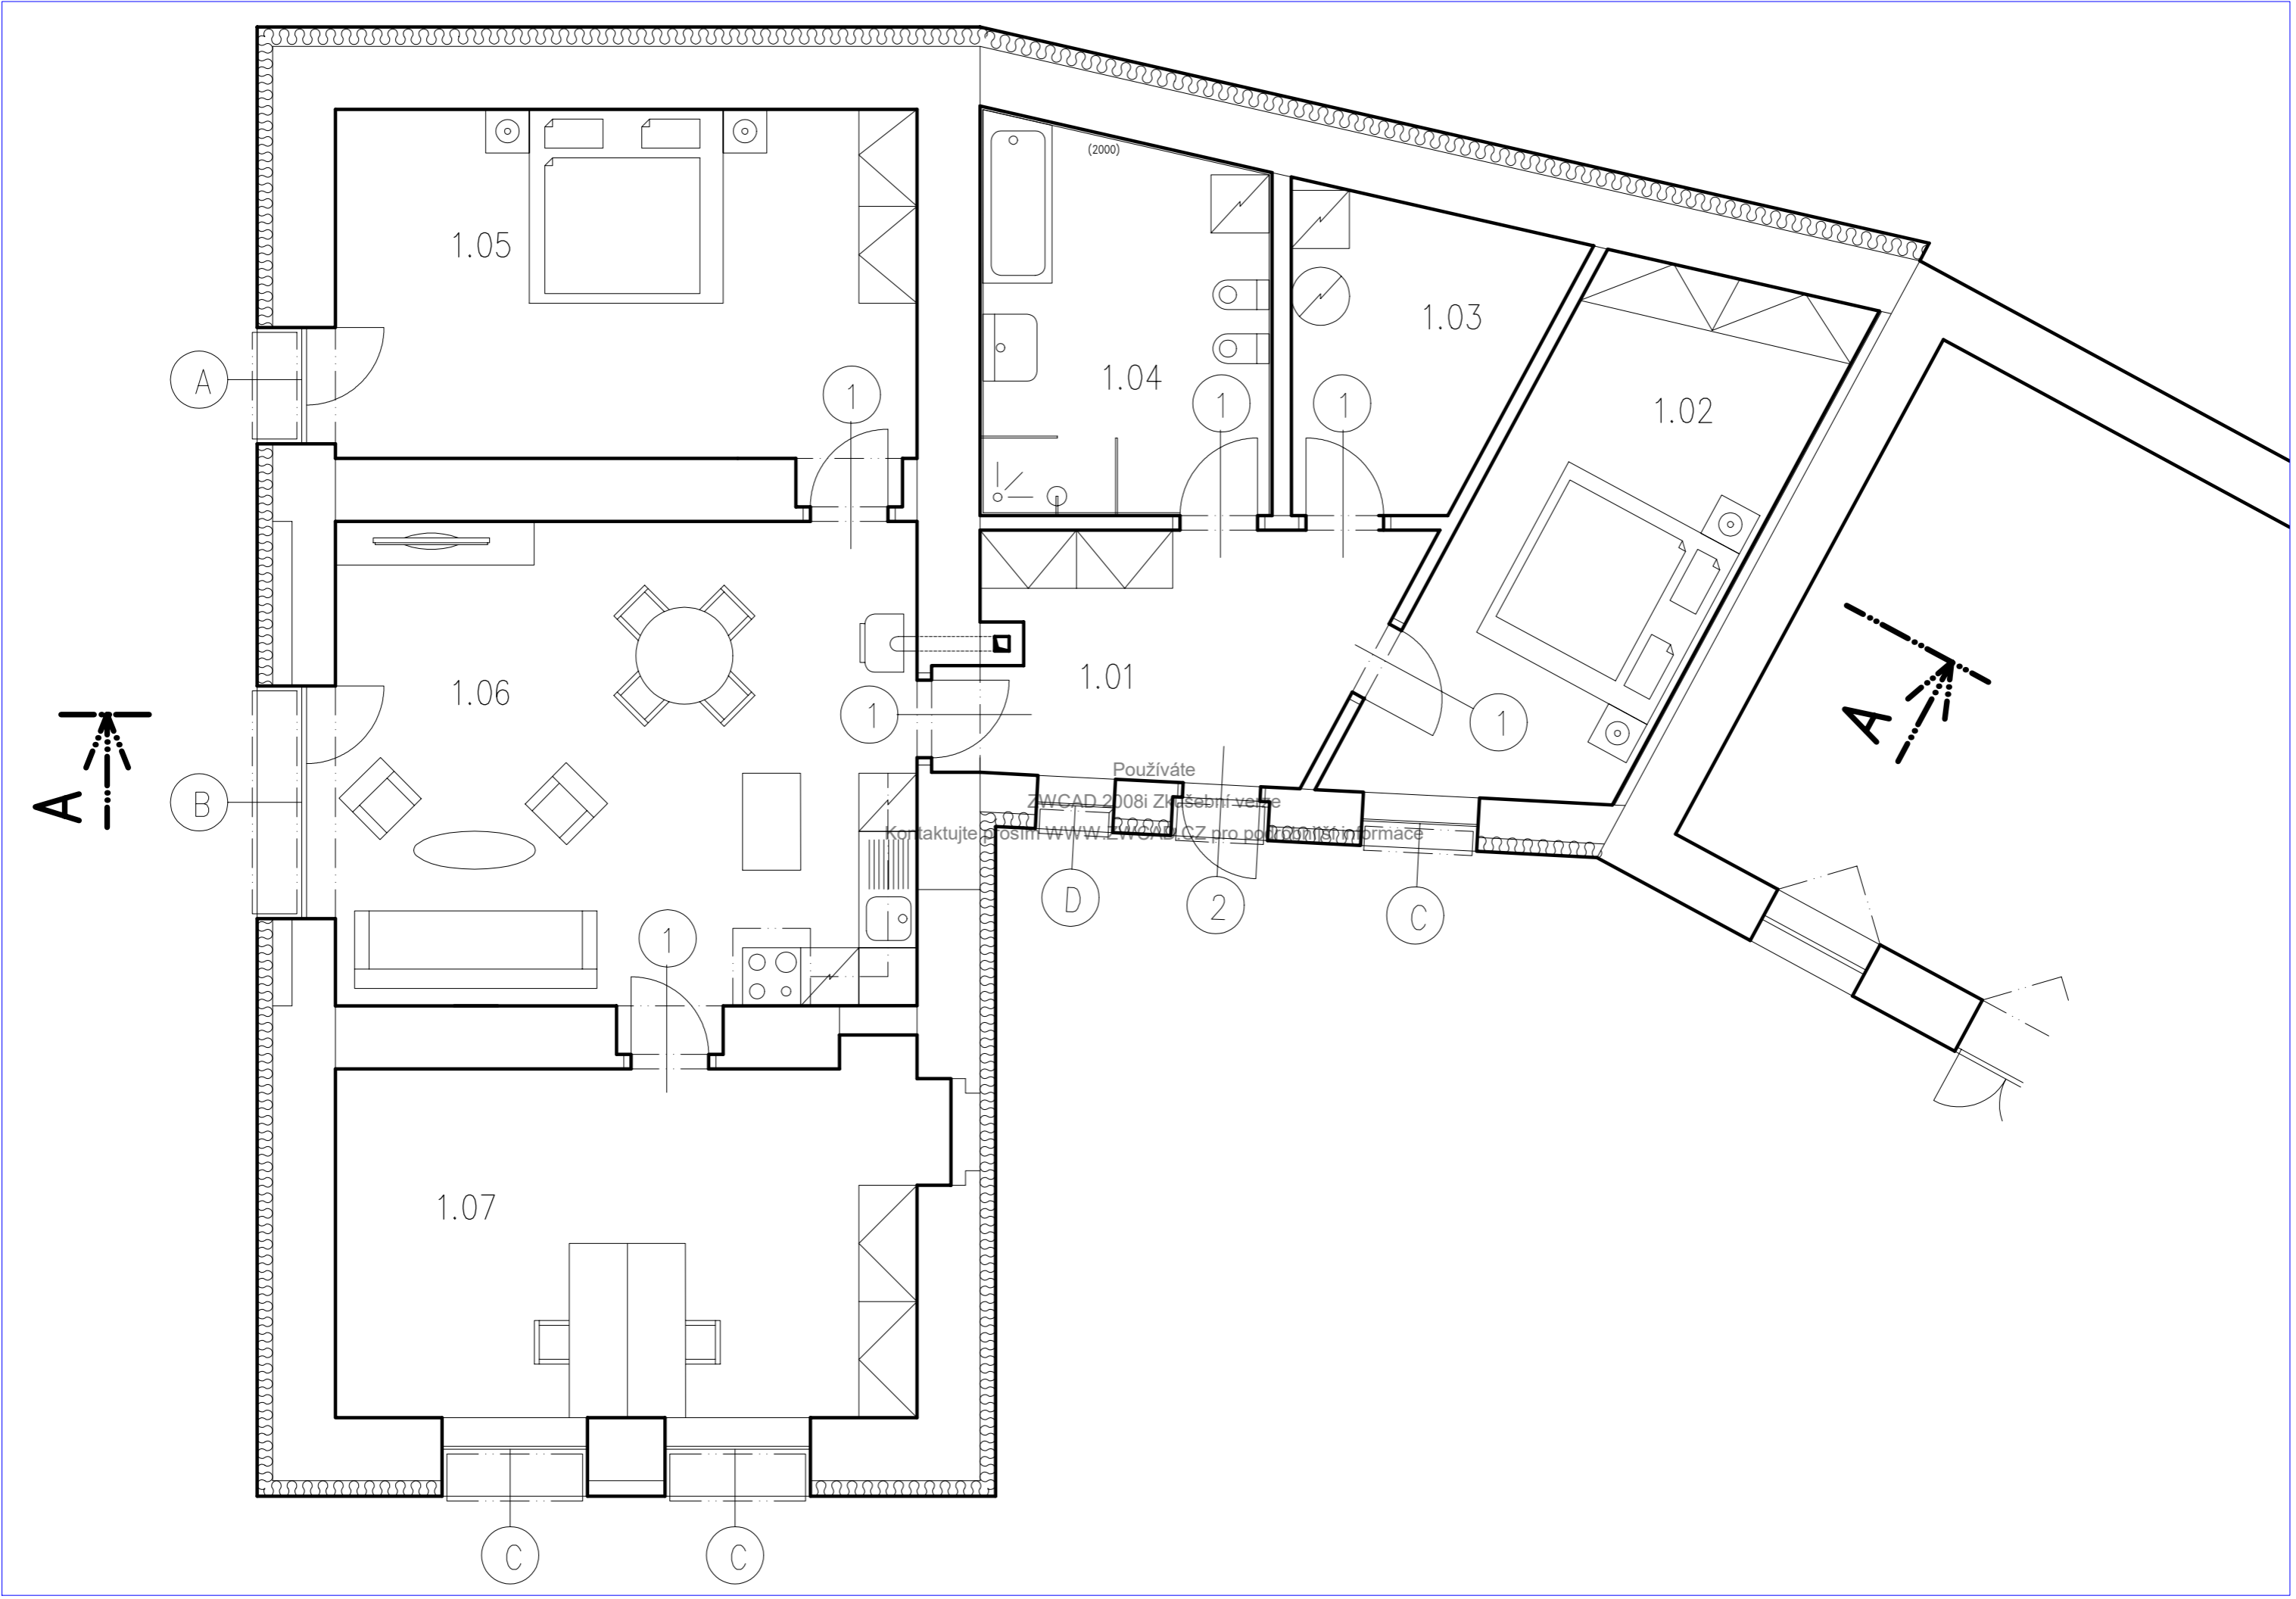 (2000)
1.05
1.03
A
1.04
1
1
1
1.02
1.06
1.01
A
1
1
A
B
Používáte
ZWCAD 2008i Zkušební verze
Kontaktujte prosím WWW.ZWCAD.CZ pro podrobnější informace
D
2
C
1
1.07
C
C